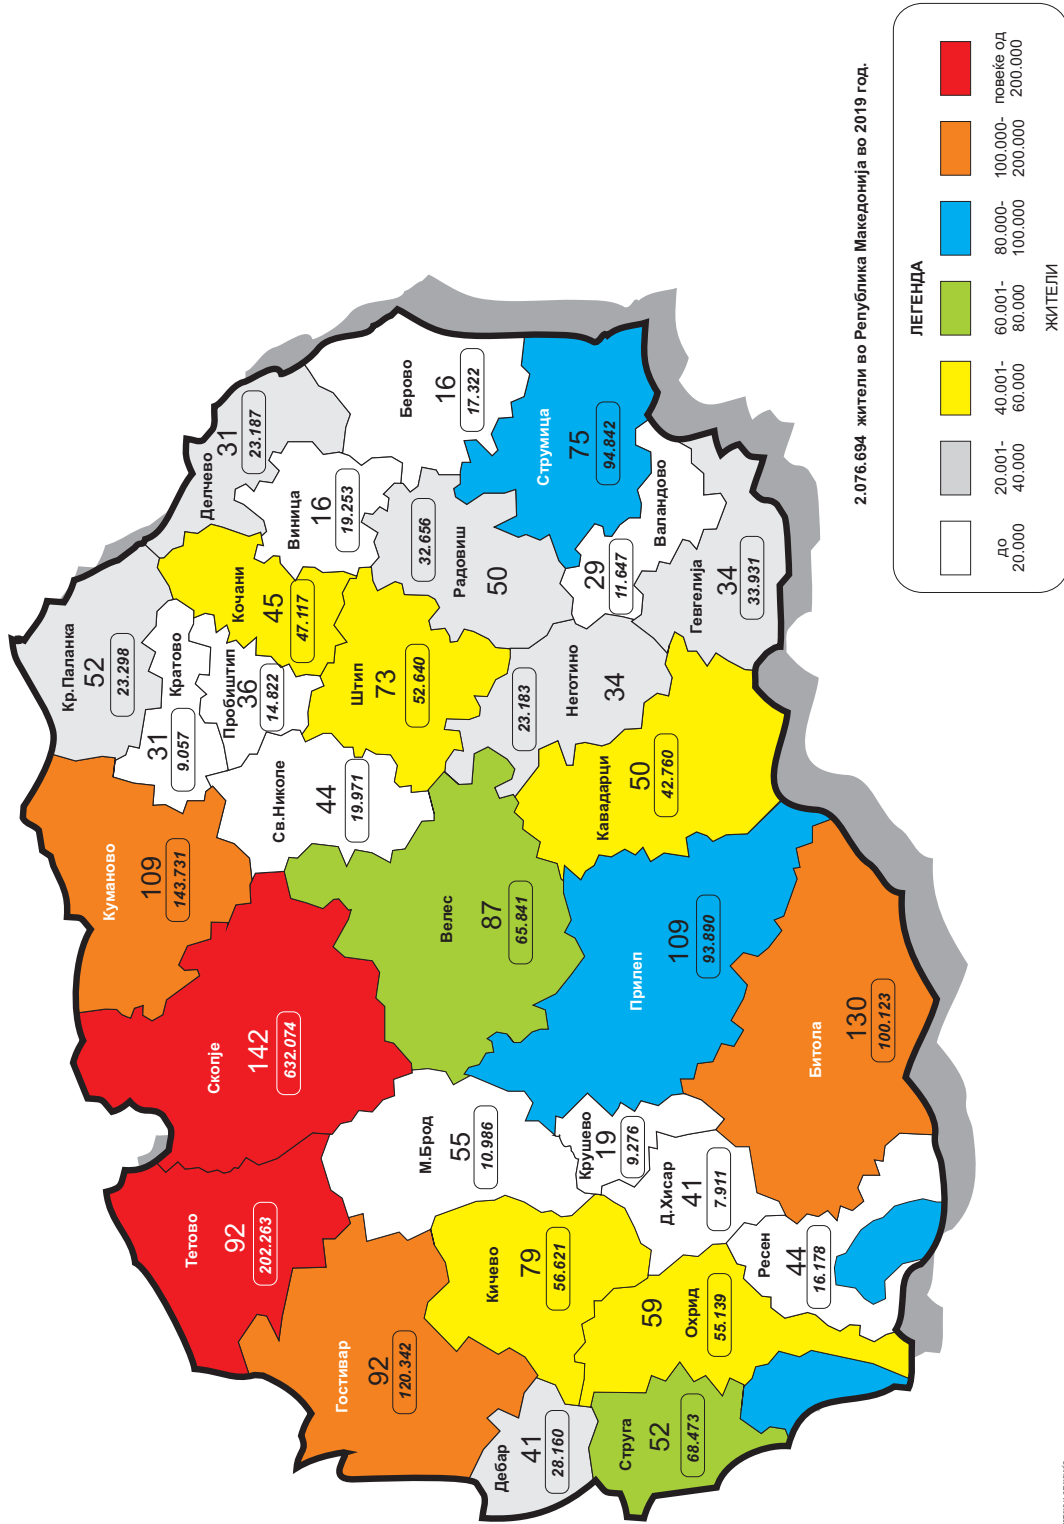 Тетово
92
202.263
Скопје
142
632.074
Куманово
109
143.731
Кр.Паланка
52
23.298
31
Кратово
9.057
Пробиштип
36
14.822
Св.Николе
44
19.971
Кочани
45
47.117
Делчево
31
23.187
Виница
16
19.253
Берово
16
17.322
Штип
73
52.640
32.656
Радовиш
50
Струмица
75
94.842
Гостивар
92
120.342
М.Брод
55
10.986
Велес
87
65.841
23.183
Неготино
34
29
11.647
Валандово
Гевгелија
34
33.931
Кавадарци
50
42.760
Прилеп
109
93.890
Крушево
19
9.276
Кичево
79
56.621
Дебар
41
28.160
Струга
52
68.473
59
Охрид
55.139
Д.Хисар
41
7.911
Ресен
44
16.178
Битола
130
100.123
2.076.694 жители во Република Македонија во 2019 год.
ЛЕГЕНДА
до
20.000
20.001-
40.000
40.001-
60.000
60.001-
80.000
80.000-
100.000
100.000-
200.000
повеќе од
200.000
ЖИТЕЛИ